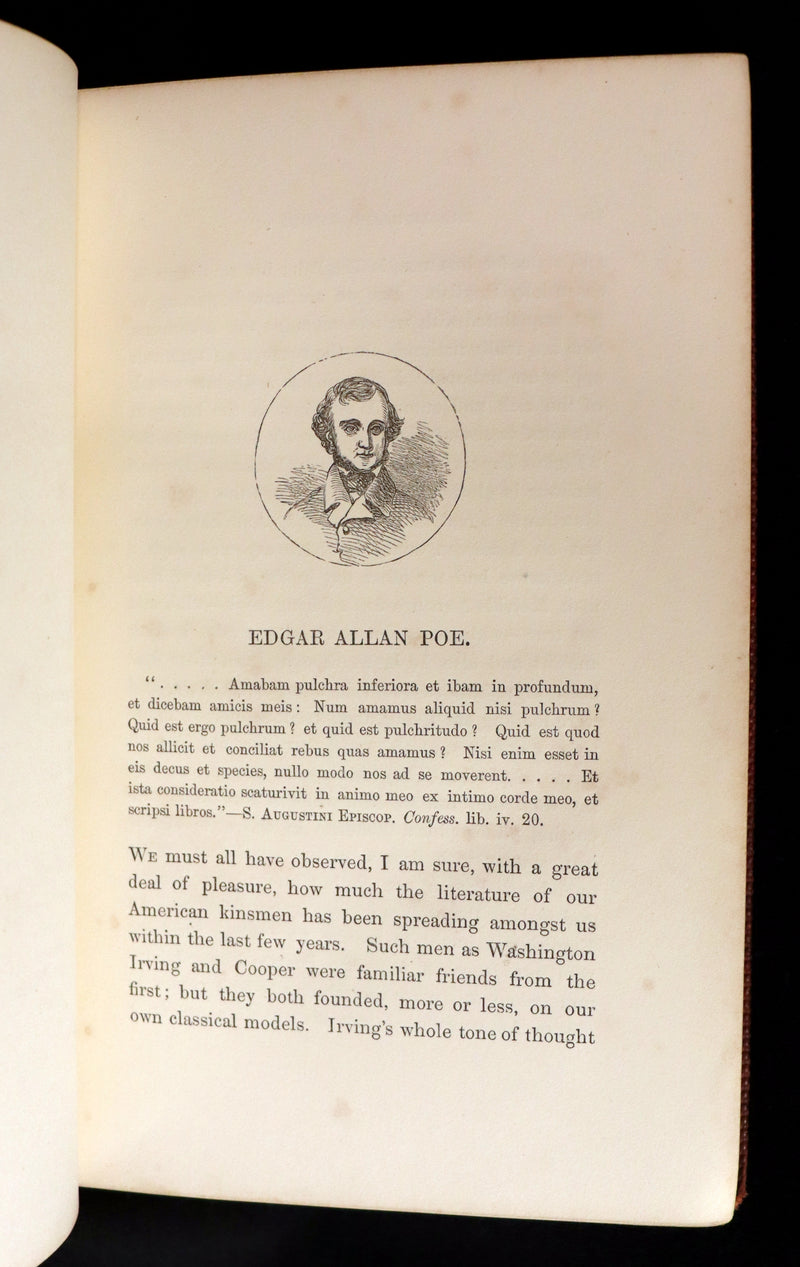 EDGAR ALLAN POE.
“. . . . . Amabam pulchra inferiora et ibam in profundum,
et dicebam amicis meis: Num amamus aliquid nisi pulchrum?
Quid est ergo pulchrum? et quid est pulchritudo? Quid est quod
nos allicit et conciliat rebus quas amamus? Nisi enim esset in
eis decus et species, nullo modo nos ad se moverent. . . . . Et
ista consideratio scaturivit in animo meo ex intimo corde meo, et
scripsi libros.”—S. AUGUSTINI EPISCOP. Confess. lib. iv. 20.
WE must all have observed, I am sure, with a great
deal of pleasure, how much the literature of our
American kinsmen has been spreading amongst us
within the last few years. Such men as Washington
Irving and Cooper were familiar friends from the
first; but they both founded, more or less, on our
own classical models. Irving’s whole tone of thought